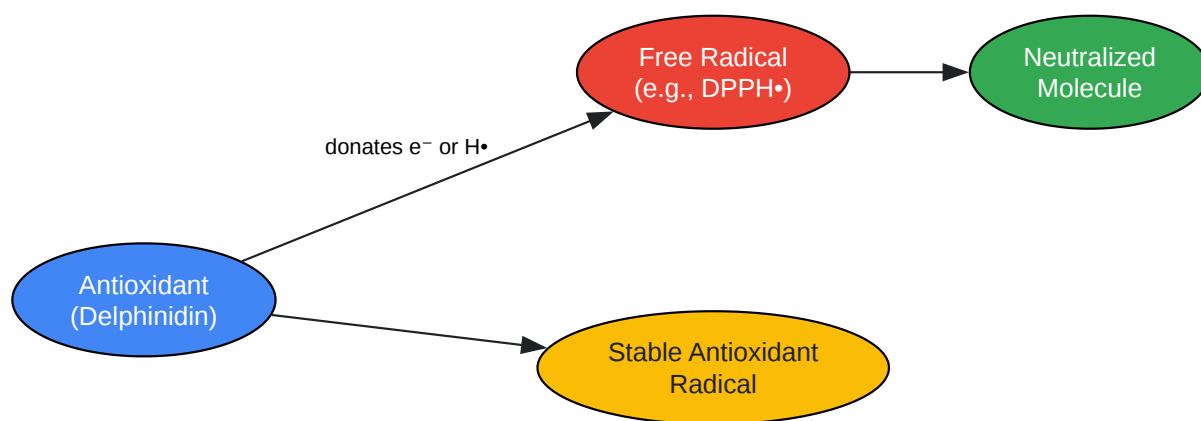 Free Radical
(e.g., DPPH•)
Neutralized
Molecule
donates e⁻ or H•
Antioxidant
(Delphinidin)
Stable Antioxidant
Radical